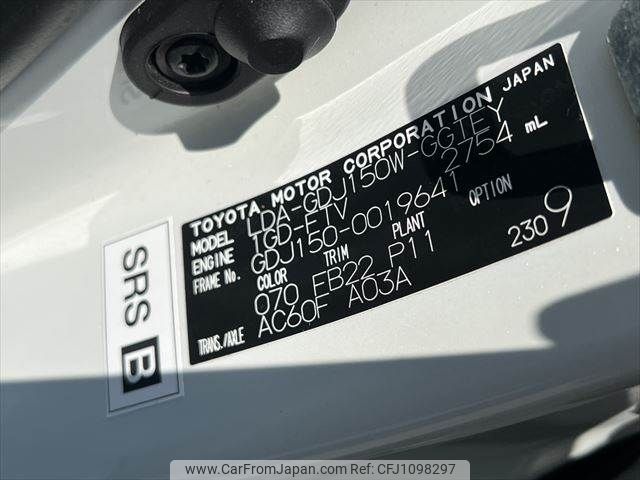 TOYOTA MOTOR CORPORATION JAPAN
MODEL LDA-GDJ150W-GGTEY
ENGINE 1GD-FTV 2754 mL
FRAME No. GDJ150-0019641
COLOR TRIM PLANT OPTION
070 FB22 P11 2309
TRANS./AXLE AC60F A03A
SRS B
www.CarFromJapan.com No.CFJ1098297